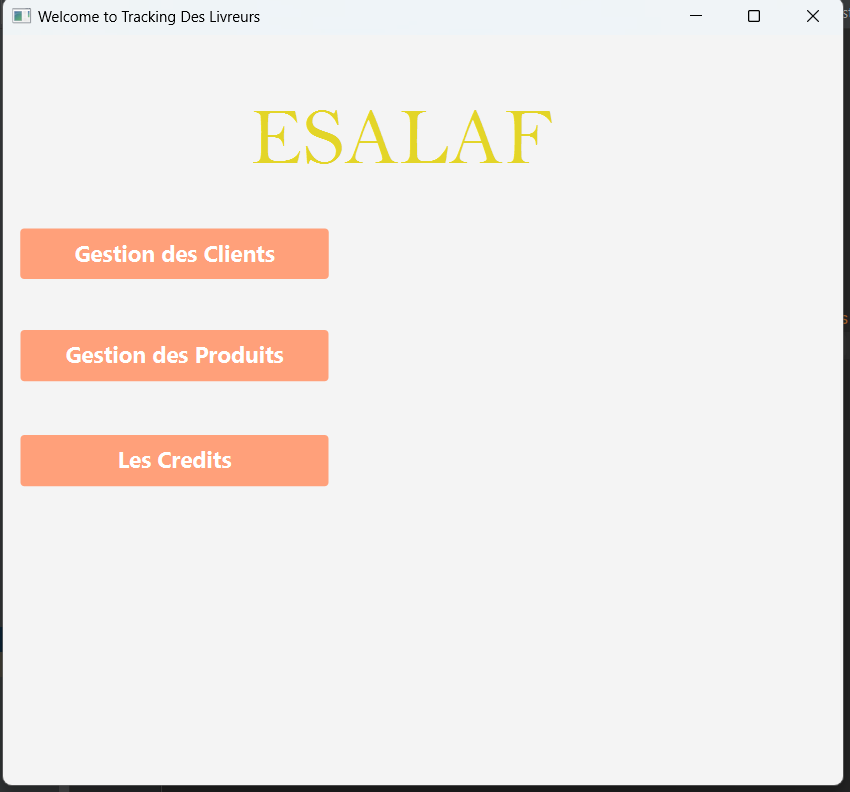 Welcome to Tracking Des Livreurs
ESALAF
Gestion des Clients
Gestion des Produits
Les Credits